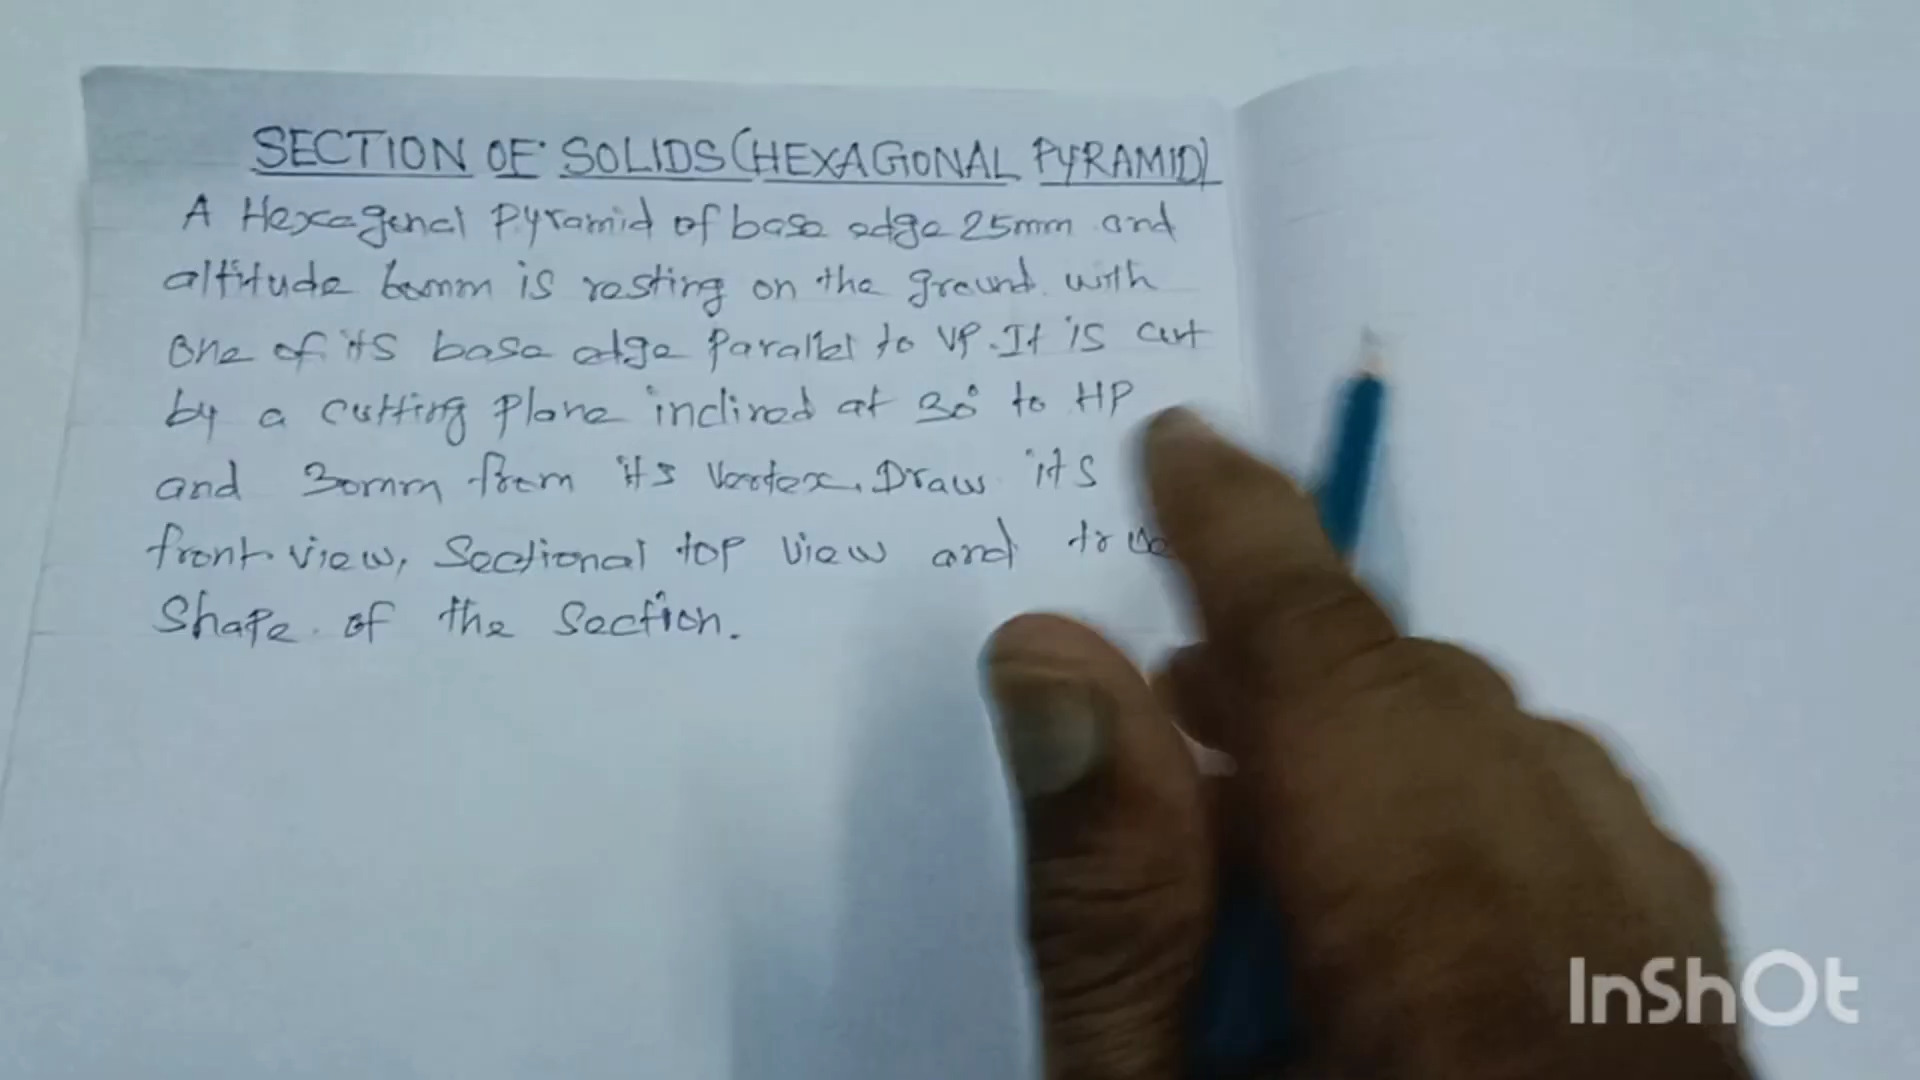 SECTION OF SOLIDS (HEXAGONAL PYRAMID)
A Hexagonal Pyramid of base edge 25mm and
altitude 60mm is resting on the ground with
one of its base edge parallel to VP. It is cut
by a cutting plane inclined at 30° to HP
and 30mm from its vertex. Draw its
front view, Sectional top view and true
Shape of the Section.
InShOt